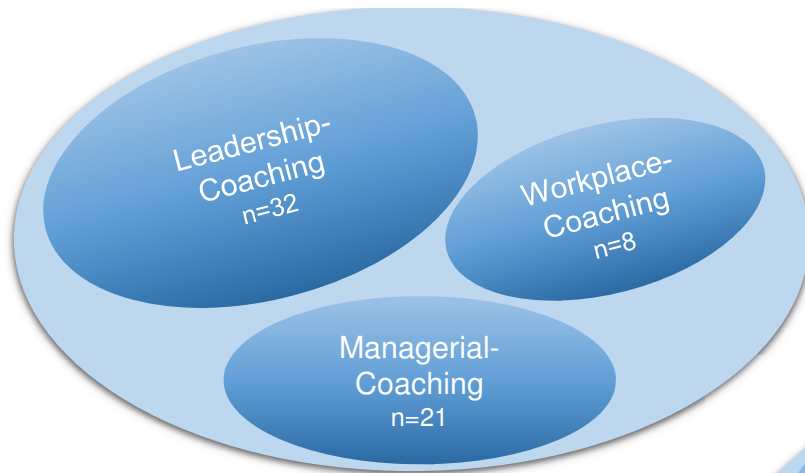 Leadership-
Coaching
n=32
Workplace-
Coaching
n=8
Managerial-
Coaching
n=21